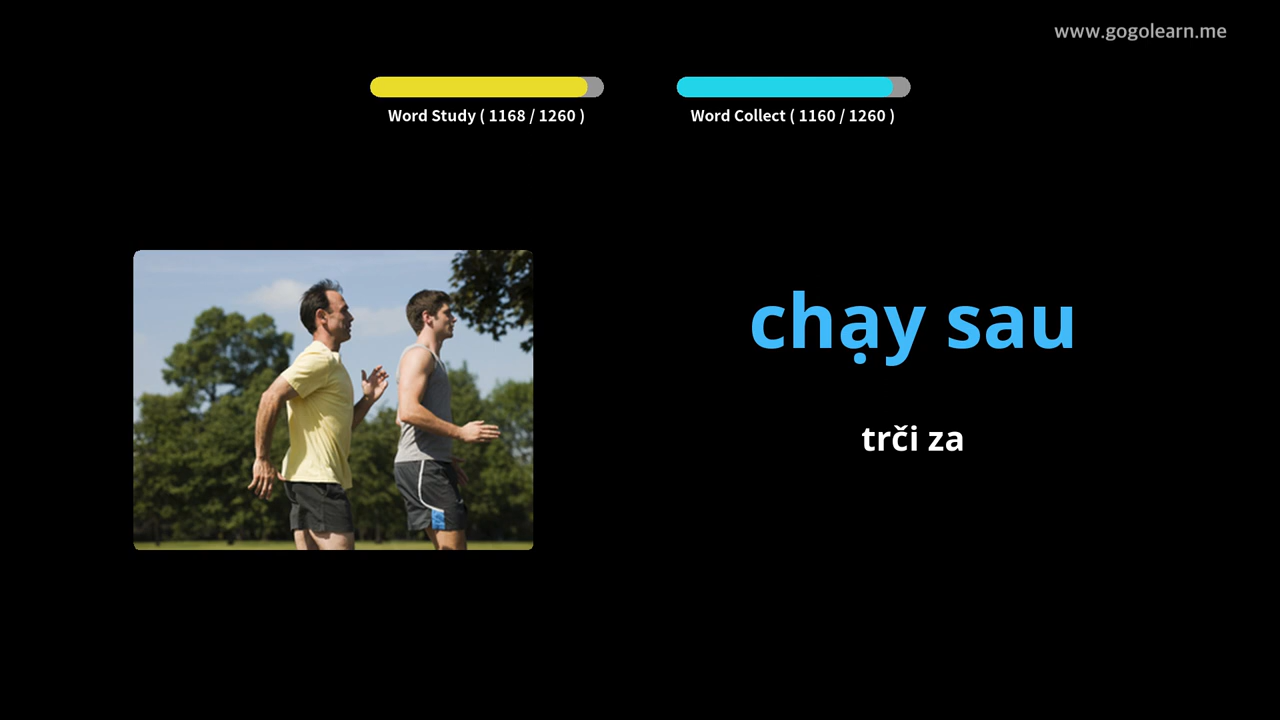 www.gogolearn.me
Word Study ( 1168 / 1260 )
Word Collect ( 1160 / 1260 )
chạy sau
trči za